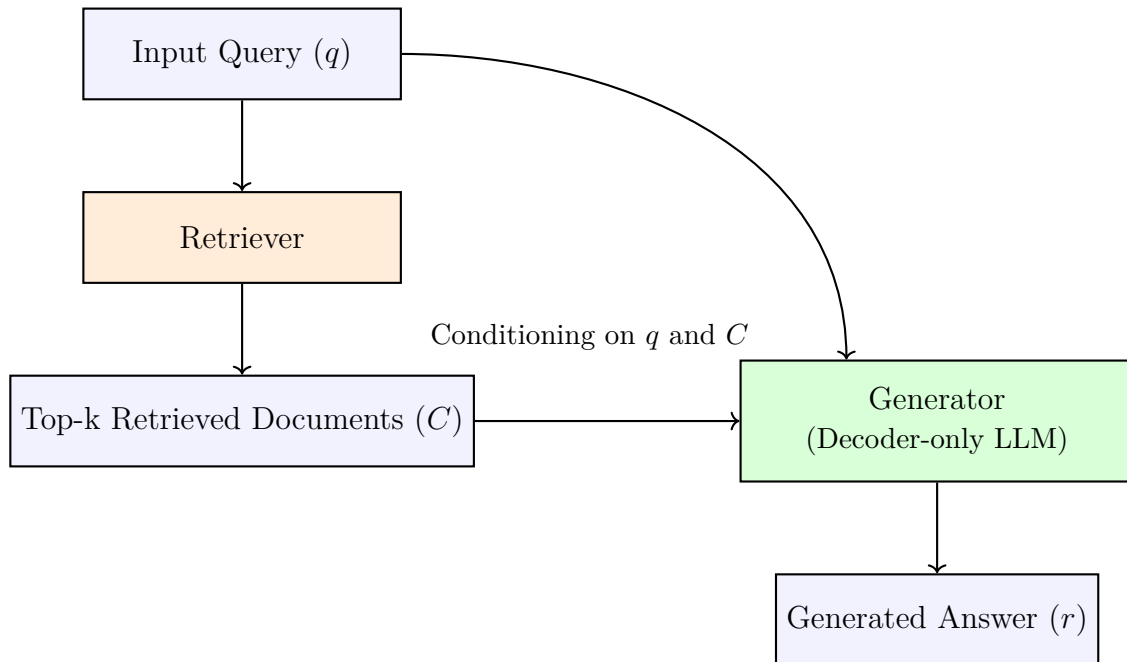 Input Query (q)
Retriever
Conditioning on q and C
Top-k Retrieved Documents (C)
Generator
(Decoder-only LLM)
Generated Answer (r)